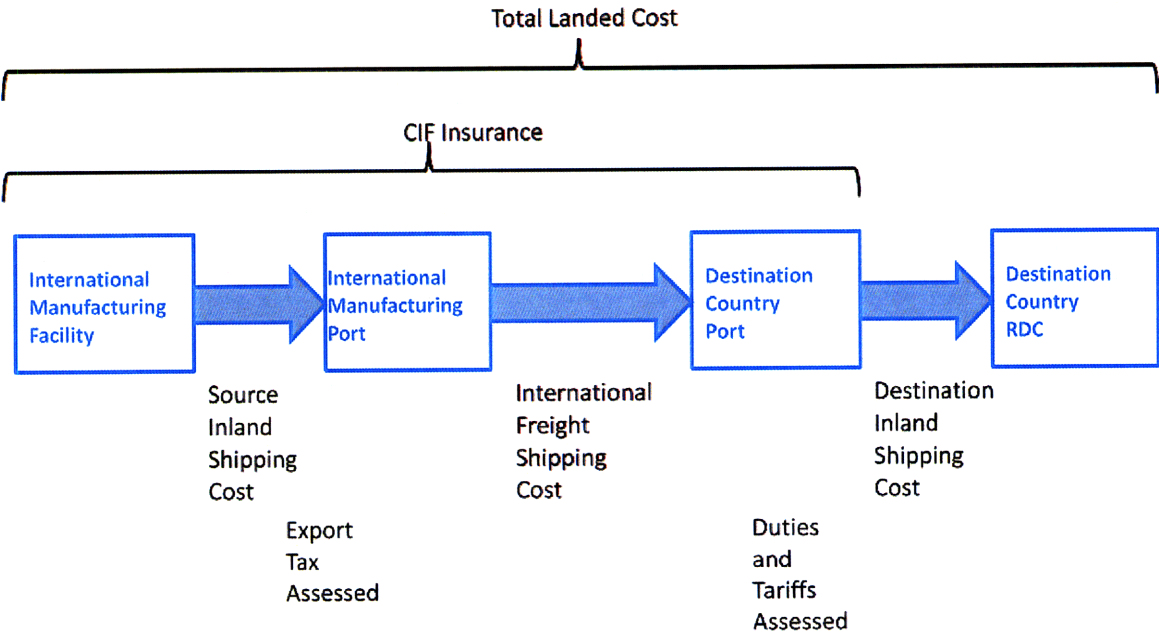 Total Landed Cost
CIF Insurance
International
Manufacturing
Facility
International
Manufacturing
Port
Destination
Country
Port
Destination
Country
RDC
Source
Inland
Shipping
Cost
International
Freight
Shipping
Cost
Destination
Inland
Shipping
Cost
Export
Tax
Assessed
Duties
and
Tariffs
Assessed